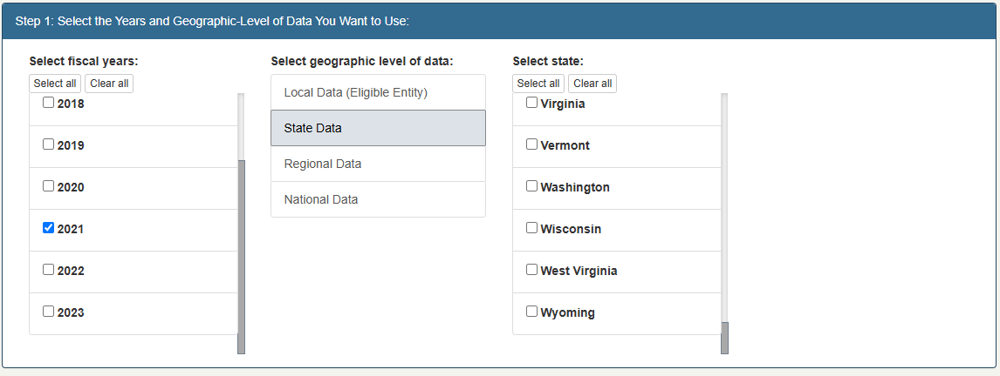 Step 1: Select the Years and Geographic-Level of Data You Want to Use:
Select fiscal years:
Select all Clear all
2018
2019
2020
2021
2022
2023
Select geographic level of data:
Local Data (Eligible Entity)
State Data
Regional Data
National Data
Select state:
Select all Clear all
Virginia
Vermont
Washington
Wisconsin
West Virginia
Wyoming